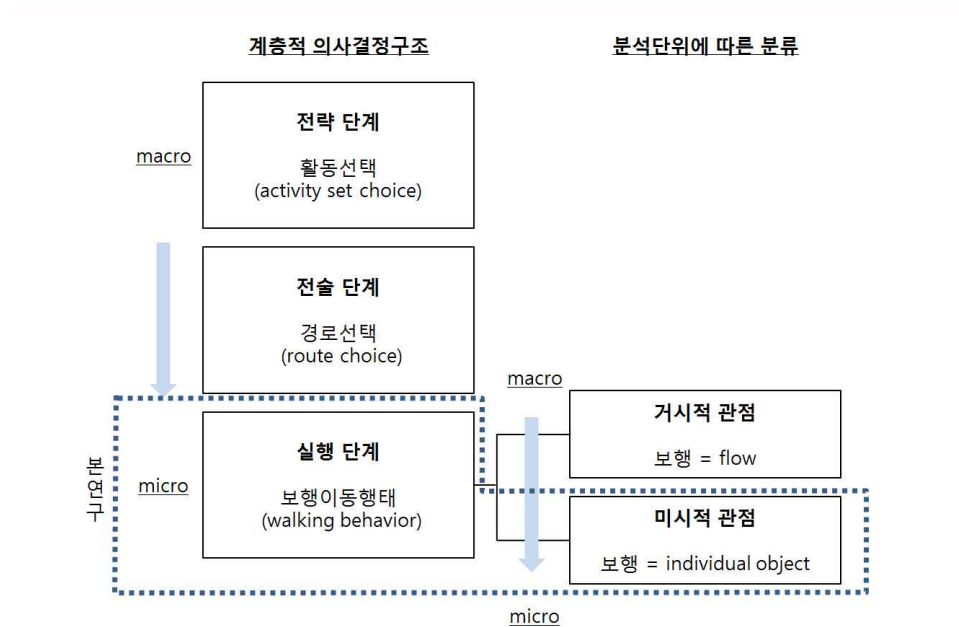 계층적 의사결정구조
분석단위에 따른 분류
전략 단계
macro
활동선택
(activity set choice)
전술 단계
경로선택
(route choice)
macro
거시적 관점
보행 = flow
실행 단계
본연구
micro
보행이동행태
(walking behavior)
미시적 관점
보행 = individual object
micro